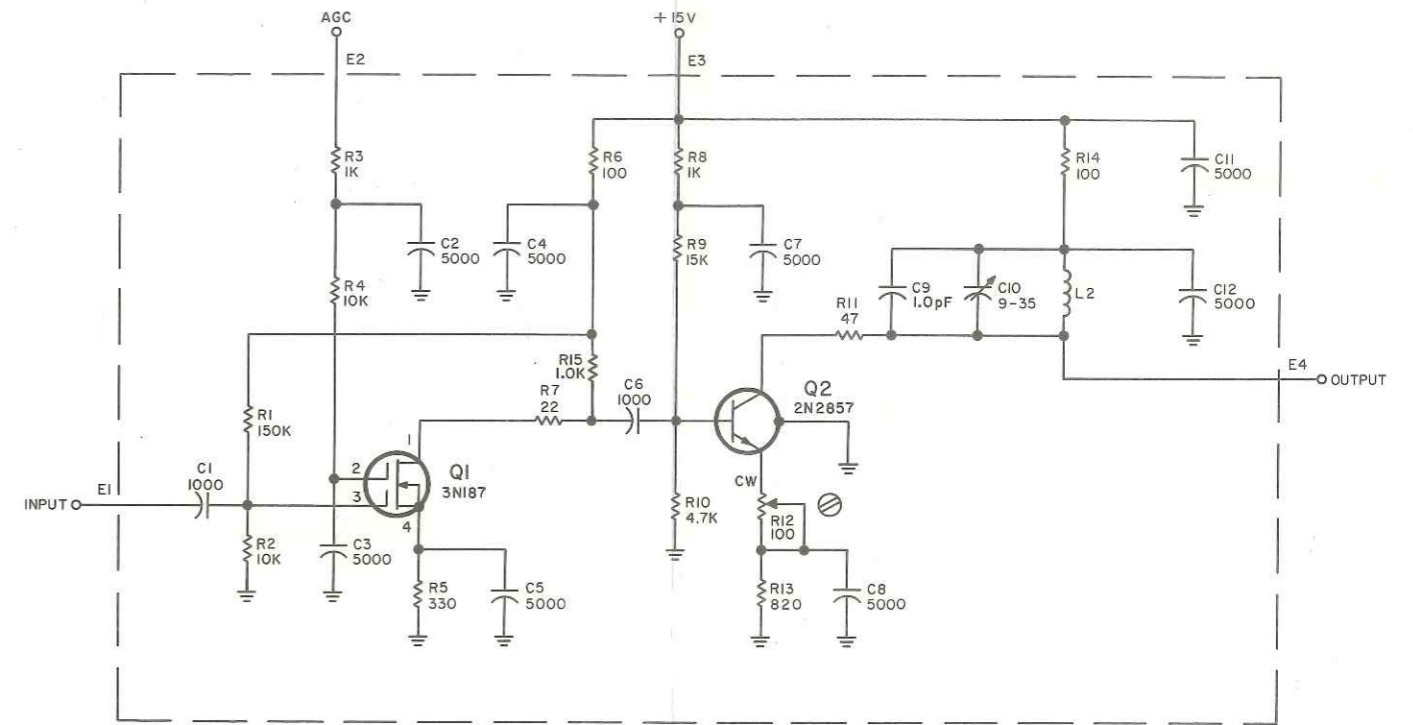 AGC
+15V
E2
E3
R3
1K
R6
100
R8
1K
R14
100
C11
5000
C2
5000
C4
5000
R9
15K
C7
5000
R4
10K
C9
1.0pF
C10
9-35
L2
C12
5000
R11
47
R15
1.0K
E4
OUTPUT
R7
22
C6
1000
Q2
2N2857
R1
150K
1
2
3
4
Q1
3N187
CW
C1
1000
INPUT
E1
R10
4.7K
R12
100
R2
10K
C3
5000
R5
330
C5
5000
R13
820
C8
5000